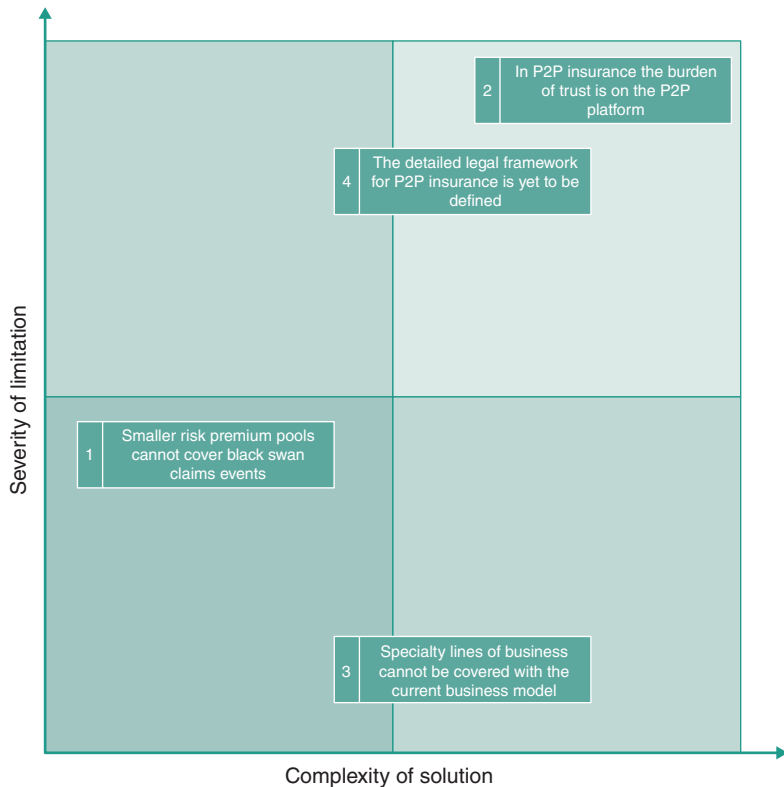 2
In P2P insurance the burden
of trust is on the P2P
platform
4
The detailed legal framework
for P2P insurance is yet to be
defined
Severity of limitation
1
Smaller risk premium pools
cannot cover black swan
claims events
3
Specialty lines of business
cannot be covered with the
current business model
Complexity of solution